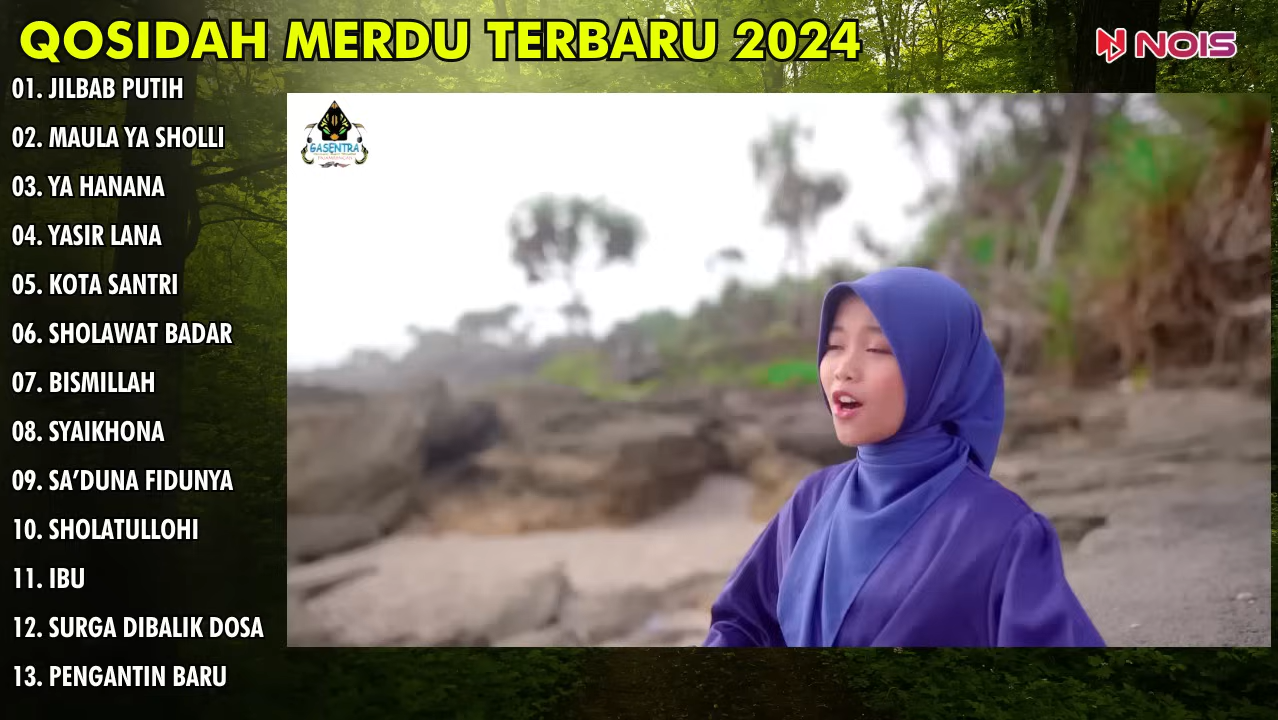 QOSIDAH MERDU TERBARU 2024
NOIS
01. JILBAB PUTIH
02. MAULA YA SHOLLI
03. YA HANANA
04. YASIR LANA
05. KOTA SANTRI
06. SHOLAWAT BADAR
07. BISMILLAH
08. SYAIKHONA
09. SA’DUNA FIDUNYA
10. SHOLATULLOHI
11. IBU
12. SURGA DIBALIK DOSA
13. PENGANTIN BARU
GASENTRA